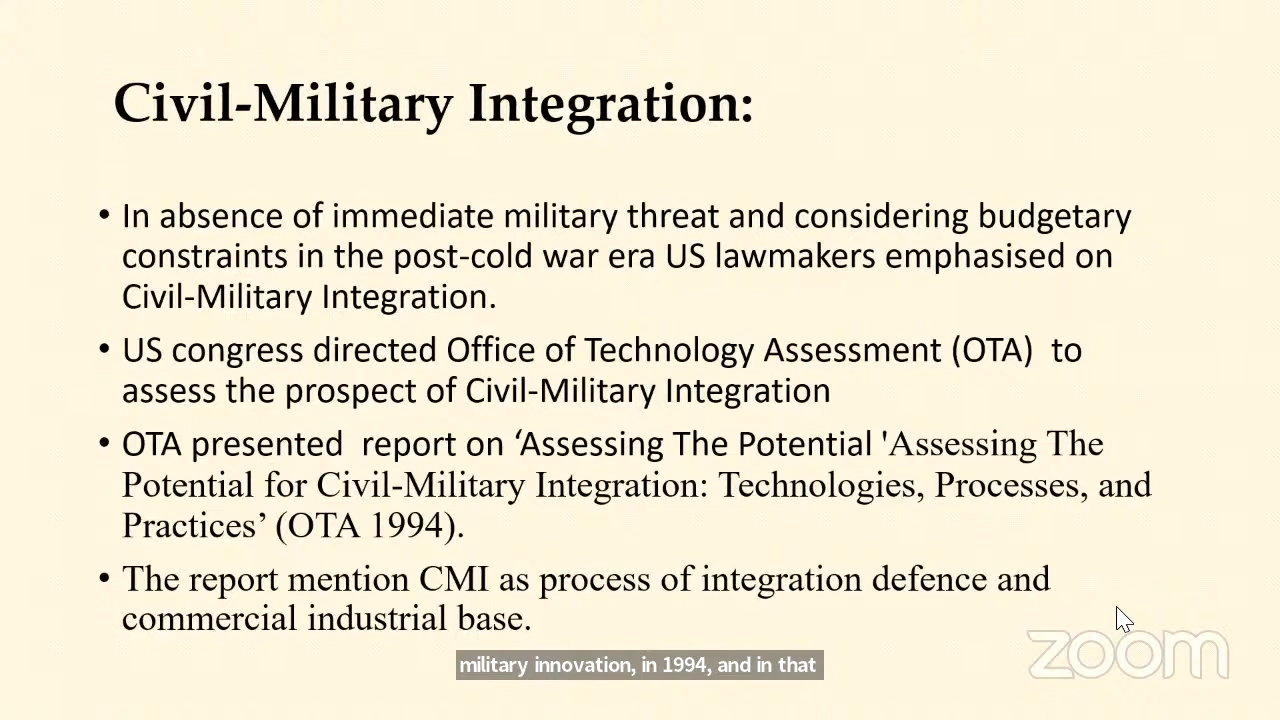 Civil-Military Integration:
• In absence of immediate military threat and considering budgetary
constraints in the post-cold war era US lawmakers emphasised on
Civil-Military Integration.
• US congress directed Office of Technology Assessment (OTA)  to
assess the prospect of Civil-Military Integration
• OTA presented  report on ‘Assessing The Potential 'Assessing The
Potential for Civil-Military Integration: Technologies, Processes, and
Practices’ (OTA 1994).
• The report mention CMI as process of integration defence and
commercial industrial base.
zoom
military innovation, in 1994, and in that